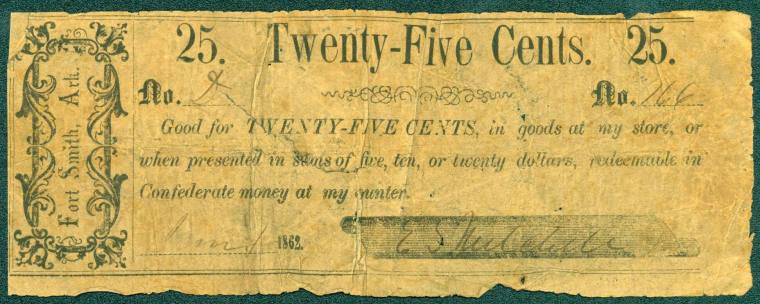 25. Twenty-Five Cents. 25.
Fort Smith, Ark.
No. D No. 166
Good for TWENTY-FIVE CENTS, in goods at my store, or
when presented in sums of five, ten, or twenty dollars, redeemable in
Confederate money at my ounter.
1862.
E